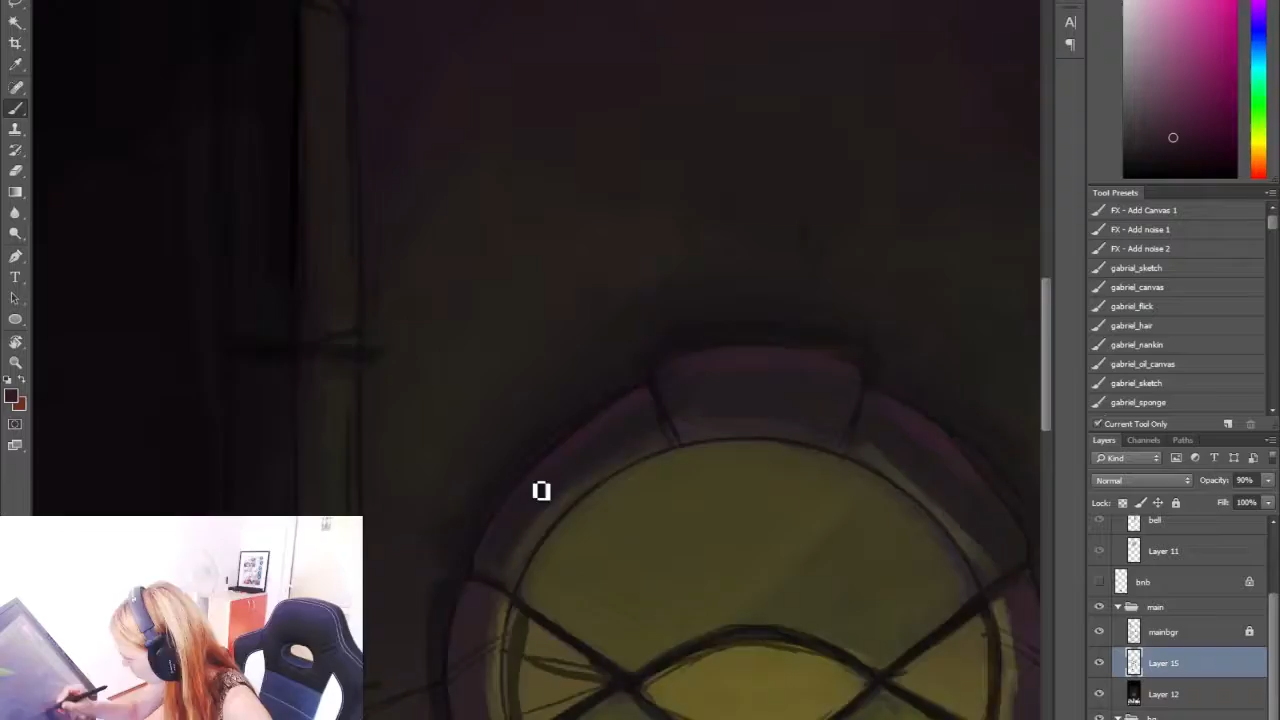 Tool Presets
FX - Add Canvas 1
FX - Add noise 1
FX - Add noise 2
gabriel_sketch
gabriel_canvas
gabriel_flick
gabriel_hair
gabriel_nankin
gabriel_oil_canvas
gabriel_sketch
gabriel_sponge
Current Tool Only
Layers Channels Paths
Kind
Normal Opacity: 90%
Lock: Fill: 100%
bell
Layer 11
bnb
main
mainbgr
Layer 15
Layer 12